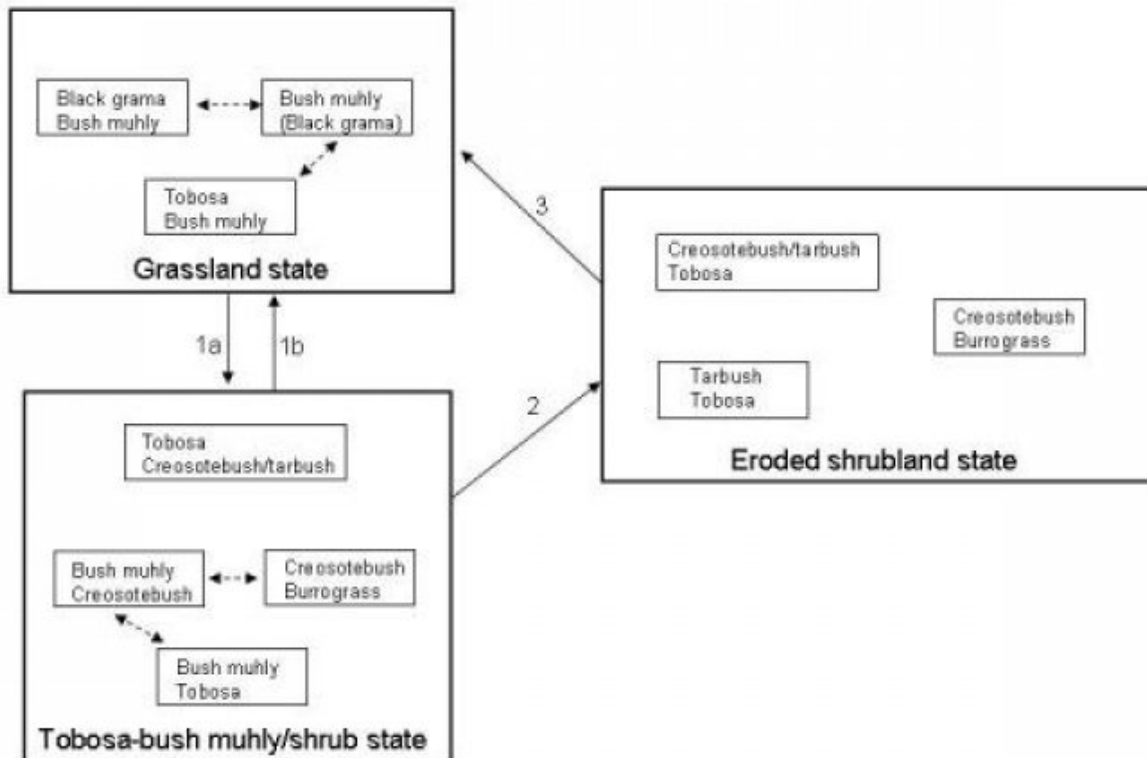 Black grama
Bush muhly
Bush muhly
(Black grama)
Tobosa
Bush muhly
Grassland state
1a
1b
Tobosa
Creosotebush/tarbush
Bush muhly
Creosotebush
Creosotebush
Burrograss
Bush muhly
Tobosa
Tobosa-bush muhly/shrub state
2
3
Creosotebush/tarbush
Tobosa
Creosotebush
Burrograss
Tarbush
Tobosa
Eroded shrubland state